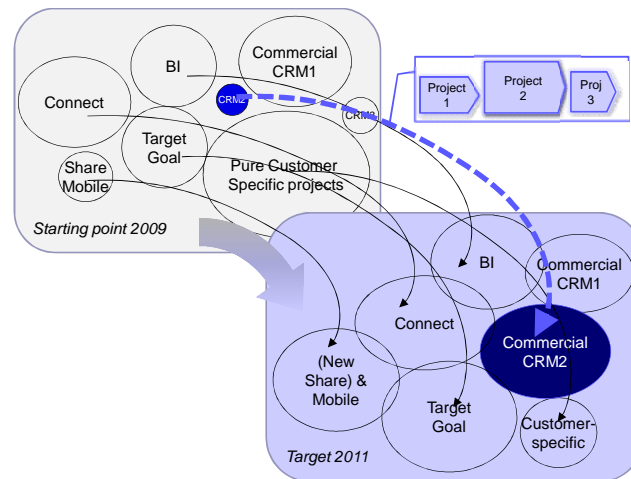 BI
Commercial
CRM1
Connect
CRM2
CRM3
Target
Goal
Share
Mobile
Pure Customer
Specific projects
Starting point 2009
Project
1
Project
2
Proj
3
BI
Commercial
CRM1
Connect
Commercial
CRM2
(New
Share) &
Mobile
Target
Goal
Customer-
specific
Target 2011